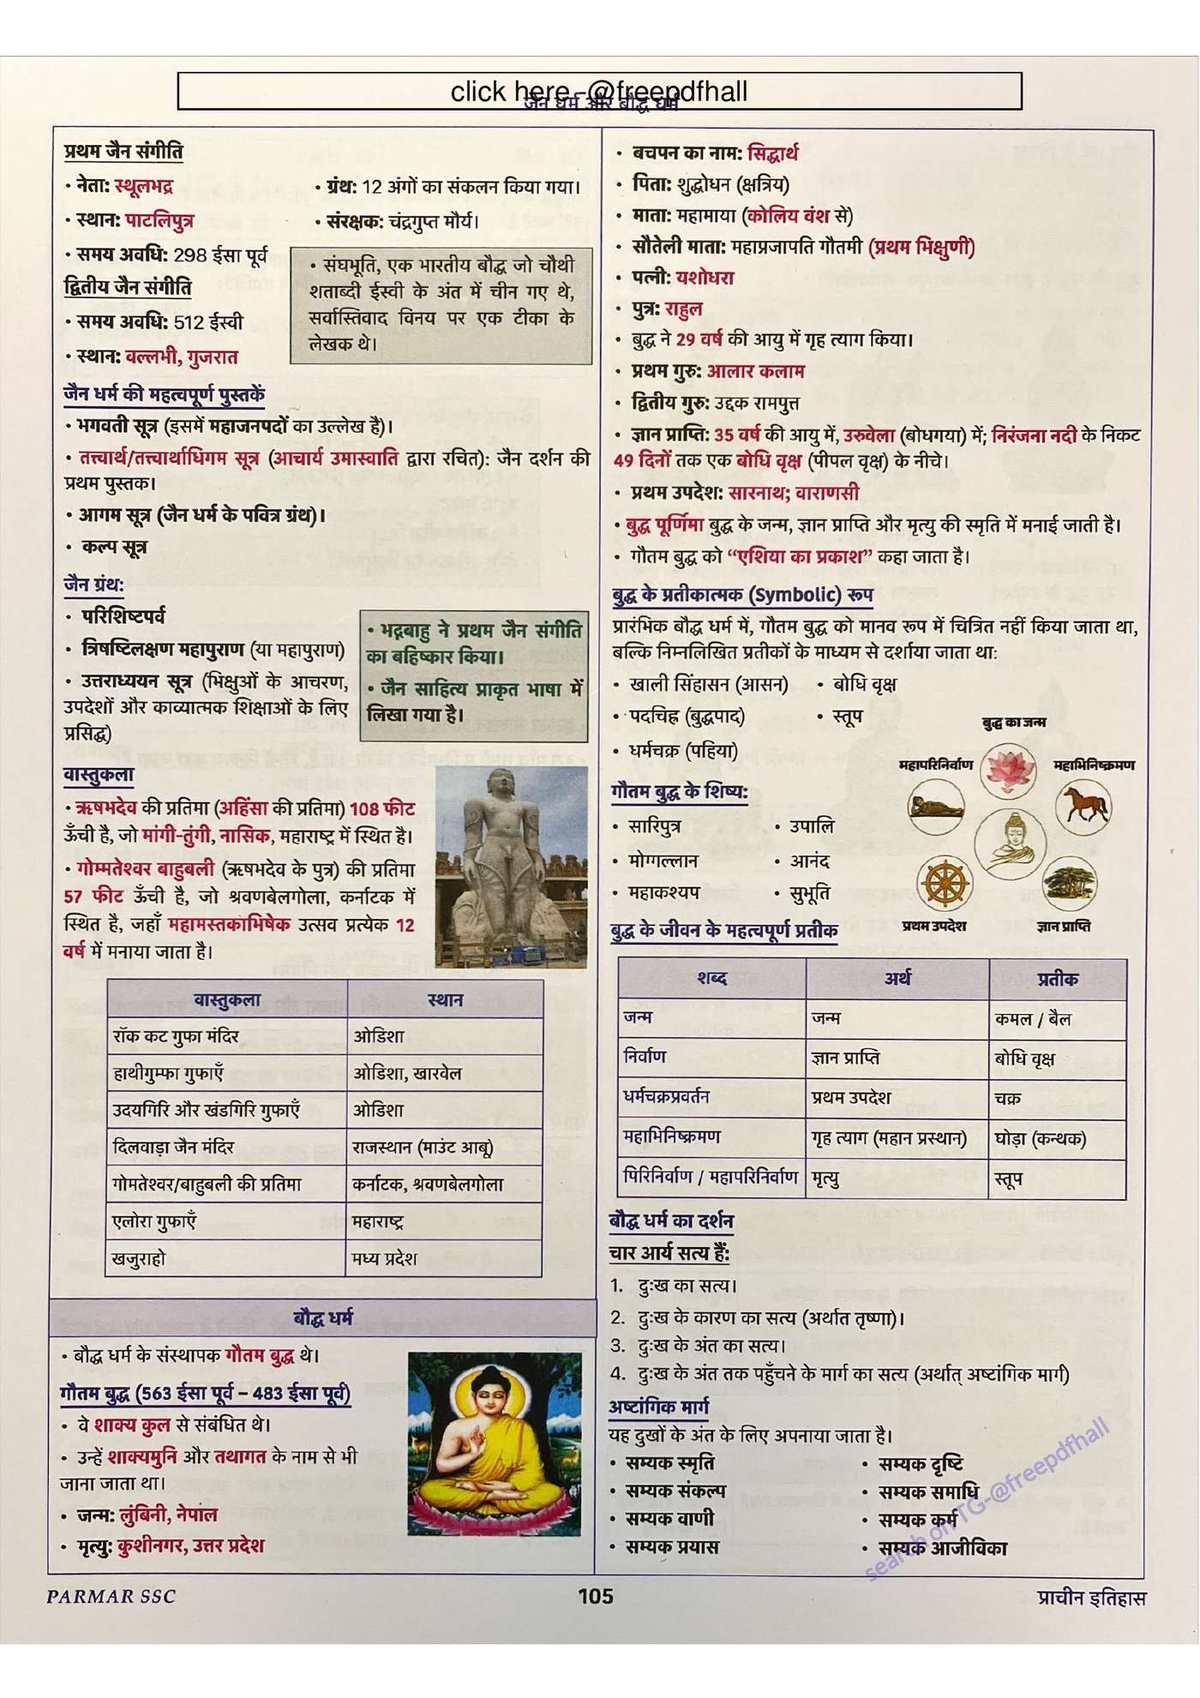 click here -@freepdfhall
जैन धर्म और बौद्ध धर्म
प्रथम जैन संगीति
• नेता: स्थूलभद्र
• ग्रंथ: 12 अंगों का संकलन किया गया।
• स्थान: पाटलिपुत्र
• संरक्षक: चंद्रगुप्त मौर्य।
• समय अवधि: 298 ईसा पूर्व
द्वितीय जैन संगीति
• समय अवधि: 512 ईस्वी
• स्थान: वल्लभी, गुजरात
• संघभूति, एक भारतीय बौद्ध जो चौथी
शताब्दी ईस्वी के अंत में चीन गए थे,
सर्वास्तिवाद विनय पर एक टीका के
लेखक थे।
जैन धर्म की महत्वपूर्ण पुस्तकें
• भगवती सूत्र (इसमें महाजनपदों का उल्लेख है)।
• तत्त्वार्थ/तत्त्वार्थाधिगम सूत्र (आचार्य उमास्वाति द्वारा रचित): जैन दर्शन की
प्रथम पुस्तक।
• आगम सूत्र (जैन धर्म के पवित्र ग्रंथ)।
• कल्प सूत्र
जैन ग्रंथ:
• परिशिष्टपर्व
• त्रिषष्टिलक्षण महापुराण (या महापुराण)
• उत्तराध्ययन सूत्र (भिक्षुओं के आचरण,
उपदेशों और काव्यात्मक शिक्षाओं के लिए
प्रसिद्ध)
• भद्रबाहु ने प्रथम जैन संगीति
का बहिष्कार किया।
• जैन साहित्य प्राकृत भाषा में
लिखा गया है।
वास्तुकला
• ऋषभदेव की प्रतिमा (अहिंसा की प्रतिमा) 108 फीट
ऊँची है, जो मांगी-तुंगी, नासिक, महाराष्ट्र में स्थित है।
• गोम्मतेश्वर बाहुबली (ऋषभदेव के पुत्र) की प्रतिमा
57 फीट ऊँची है, जो श्रवणबेलगोला, कर्नाटक में
स्थित है, जहाँ महामस्तकाभिषेक उत्सव प्रत्येक 12
वर्ष में मनाया जाता है।
वास्तुकला स्थान
रॉक कट गुफा मंदिर ओडिशा
हाथीगुम्फा गुफाएँ ओडिशा, खारवेल
उदयगिरि और खंडगिरि गुफाएँ ओडिशा
दिलवाड़ा जैन मंदिर राजस्थान (माउंट आबू)
गोमतेश्वर/बाहुबली की प्रतिमा कर्नाटक, श्रवणबेलगोला
एलोरा गुफाएँ महाराष्ट्र
खजुराहो मध्य प्रदेश
बौद्ध धर्म
• बौद्ध धर्म के संस्थापक गौतम बुद्ध थे।
गौतम बुद्ध (563 ईसा पूर्व – 483 ईसा पूर्व)
• वे शाक्य कुल से संबंधित थे।
• उन्हें शाक्यमुनि और तथागत के नाम से भी
जाना जाता था।
• जन्म: लुंबिनी, नेपाल
• मृत्यु: कुशीनगर, उत्तर प्रदेश
• बचपन का नाम: सिद्धार्थ
• पिता: शुद्धोधन (क्षत्रिय)
• माता: महामाया (कोलिय वंश से)
• सौतेली माता: महाप्रजापति गौतमी (प्रथम भिक्षुणी)
• पत्नी: यशोधरा
• पुत्र: राहुल
• बुद्ध ने 29 वर्ष की आयु में गृह त्याग किया।
• प्रथम गुरु: आलार कलाम
• द्वितीय गुरु: उद्दक रामपुत्त
• ज्ञान प्राप्ति: 35 वर्ष की आयु में, उरुवेला (बोधगया) में; निरंजना नदी के निकट
49 दिनों तक एक बोधि वृक्ष (पीपल वृक्ष) के नीचे।
• प्रथम उपदेश: सारनाथ; वाराणसी
• बुद्ध पूर्णिमा बुद्ध के जन्म, ज्ञान प्राप्ति और मृत्यु की स्मृति में मनाई जाती है।
• गौतम बुद्ध को “एशिया का प्रकाश” कहा जाता है।
बुद्ध के प्रतीकात्मक (Symbolic) रूप
प्रारंभिक बौद्ध धर्म में, गौतम बुद्ध को मानव रूप में चित्रित नहीं किया जाता था,
बल्कि निम्नलिखित प्रतीकों के माध्यम से दर्शाया जाता था:
• खाली सिंहासन (आसन) • बोधि वृक्ष
• पदचिह्न (बुद्धपाद) • स्तूप
• धर्मचक्र (पहिया)
बुद्ध का जन्म
महापरिनिर्वाण
महाभिनिष्क्रमण
प्रथम उपदेश
ज्ञान प्राप्ति
गौतम बुद्ध के शिष्य:
• सारिपुत्र • उपालि
• मोग्गल्लान • आनंद
• महाकश्यप • सुभूति
बुद्ध के जीवन के महत्वपूर्ण प्रतीक
शब्द अर्थ प्रतीक
जन्म जन्म कमल / बैल
निर्वाण ज्ञान प्राप्ति बोधि वृक्ष
धर्मचक्रप्रवर्तन प्रथम उपदेश चक्र
महाभिनिष्क्रमण गृह त्याग (महान प्रस्थान) घोड़ा (कन्थक)
पिरिनिर्वाण / महापरिनिर्वाण मृत्यु स्तूप
बौद्ध धर्म का दर्शन
चार आर्य सत्य हैं:
1. दुःख का सत्य।
2. दुःख के कारण का सत्य (अर्थात तृष्णा)।
3. दुःख के अंत का सत्य।
4. दुःख के अंत तक पहुँचने के मार्ग का सत्य (अर्थात् अष्टांगिक मार्ग)
अष्टांगिक मार्ग
यह दुखों के अंत के लिए अपनाया जाता है।
• सम्यक स्मृति • सम्यक दृष्टि
• सम्यक संकल्प • सम्यक समाधि
• सम्यक वाणी • सम्यक कर्म
• सम्यक प्रयास • सम्यक आजीविका
search on TG-@freepdfhall
PARMAR SSC
105
प्राचीन इतिहास